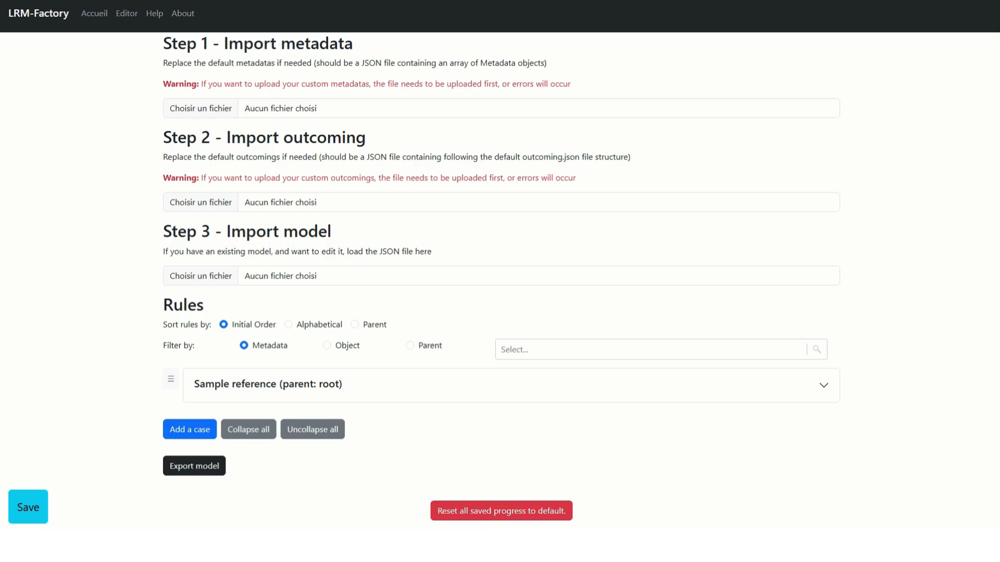 LRM-Factory Accueil Editor Help About
Step 1 - Import metadata
Replace the default metadatas if needed (should be a JSON file containing an array of Metadata objects)
Warning: If you want to upload your custom metadatas, the file needs to be uploaded first, or errors will occur
Choisir un fichier Aucun fichier choisi
Step 2 - Import outcoming
Replace the default outcomings if needed (should be a JSON file containing following the default outcoming.json file structure)
Warning: If you want to upload your custom outcomings, the file needs to be uploaded first, or errors will occur
Choisir un fichier Aucun fichier choisi
Step 3 - Import model
If you have an existing model, and want to edit it, load the JSON file here
Choisir un fichier Aucun fichier choisi
Rules
Sort rules by: Initial Order Alphabetical Parent
Filter by: Metadata Object Parent Select...
Sample reference (parent: root)
Add a case Collapse all Uncollapse all
Export model
Save
Reset all saved progress to default.